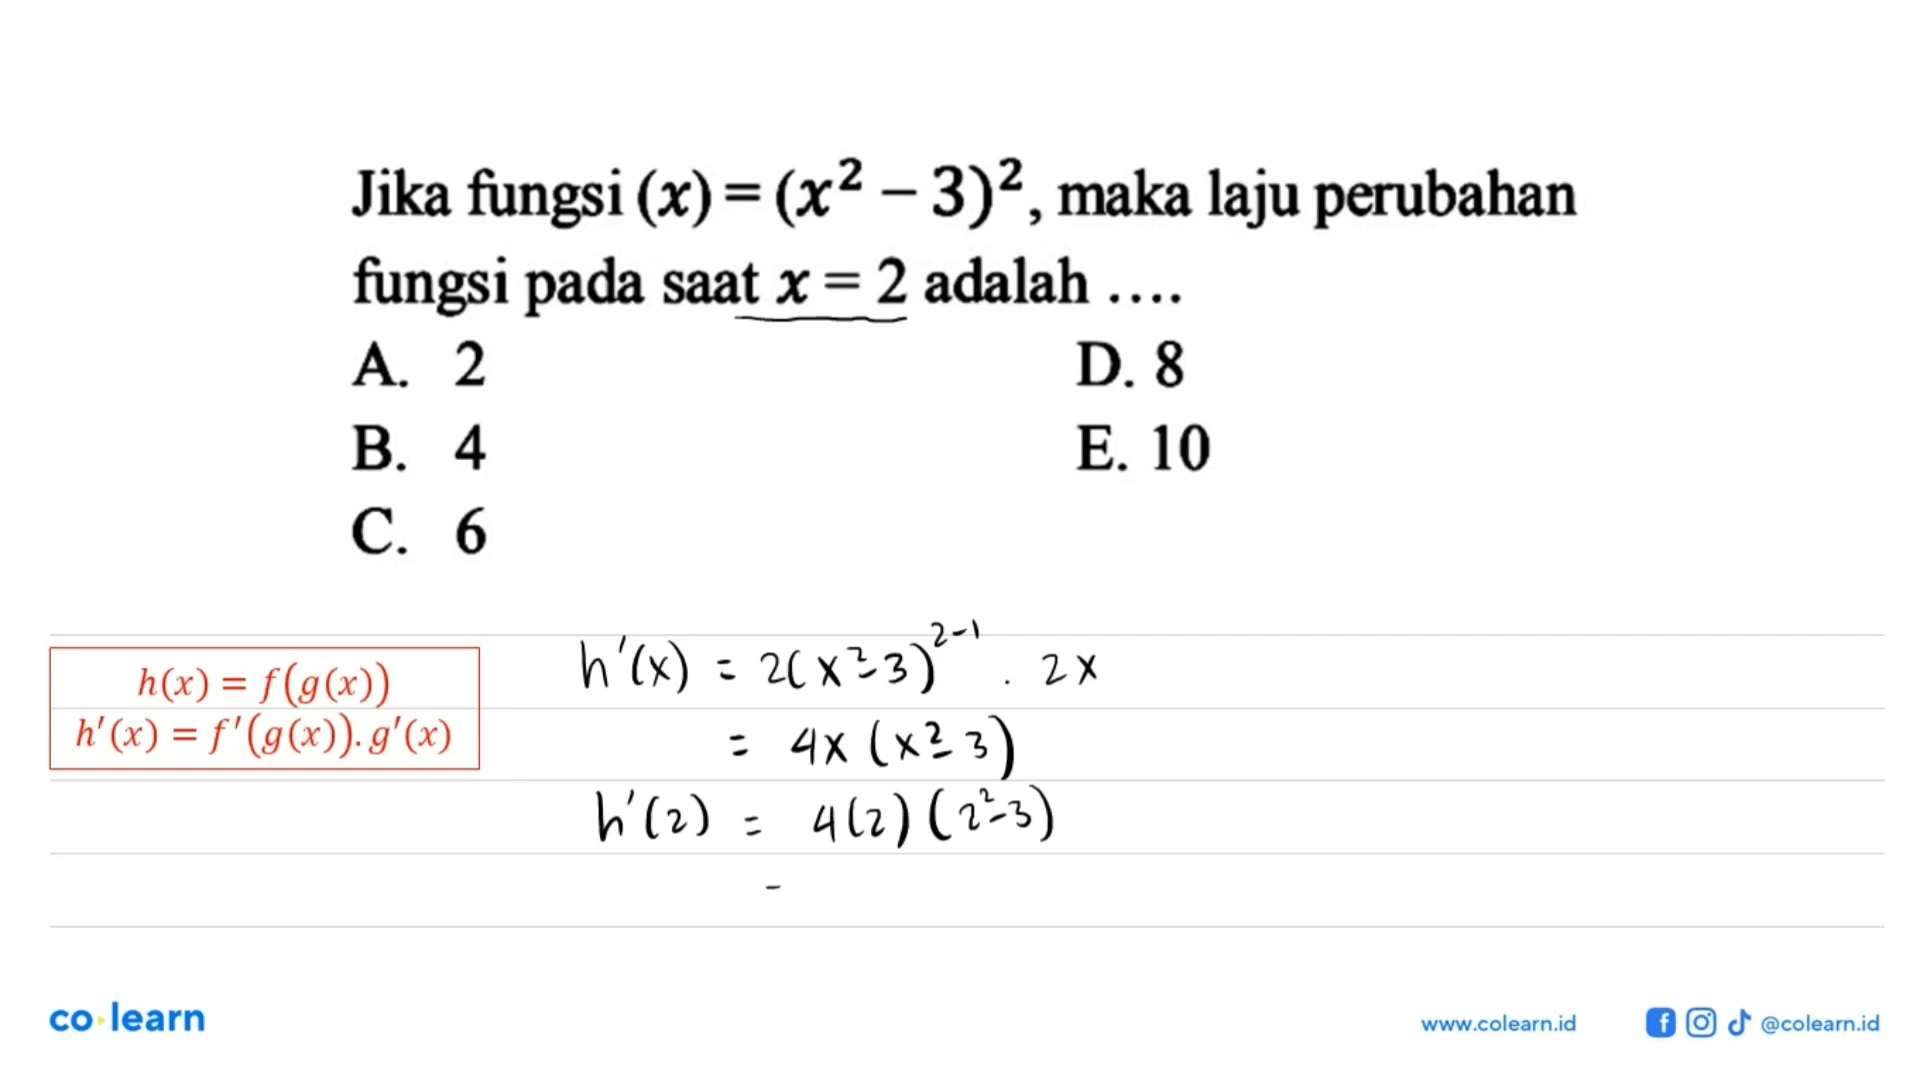 Jika fungsi (x) = (x² − 3)², maka laju perubahan
fungsi pada saat x = 2 adalah ....
A. 2
B. 4
C. 6
D. 8
E. 10
h(x) = f(g(x))
h'(x) = f'(g(x)).g'(x)
h'(x) = 2(x²-3)²⁻¹ . 2x
= 4x (x²-3)
h'(2) = 4(2) (2²-3)
-
co learn
www.colearn.id
@colearn.id